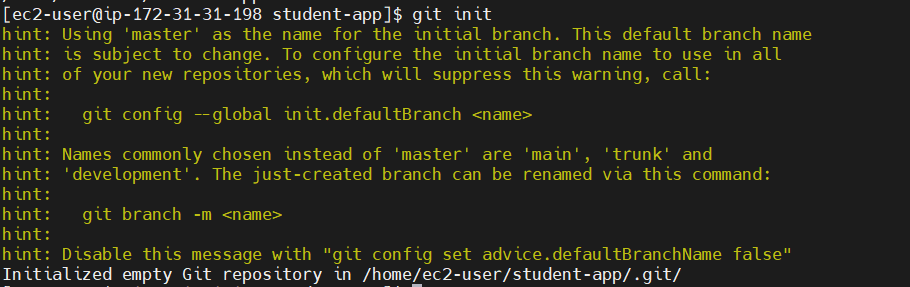 [ec2-user@ip-172-31-31-198 student-app]$ git init
hint: Using 'master' as the name for the initial branch. This default branch name
hint: is subject to change. To configure the initial branch name to use in all
hint: of your new repositories, which will suppress this warning, call:
hint:
hint:   git config --global init.defaultBranch <name>
hint:
hint: Names commonly chosen instead of 'master' are 'main', 'trunk' and
hint: 'development'. The just-created branch can be renamed via this command:
hint:
hint:   git branch -m <name>
hint:
hint: Disable this message with "git config set advice.defaultBranchName false"
Initialized empty Git repository in /home/ec2-user/student-app/.git/